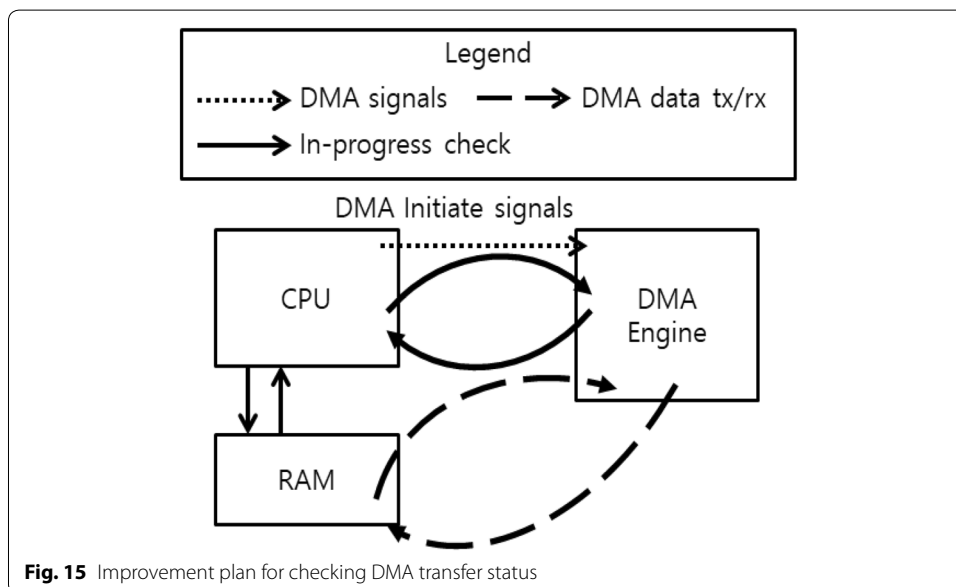 Legend
DMA signals
DMA data tx/rx
In-progress check
DMA Initiate signals
CPU
DMA
Engine
RAM
Fig. 15 Improvement plan for checking DMA transfer status